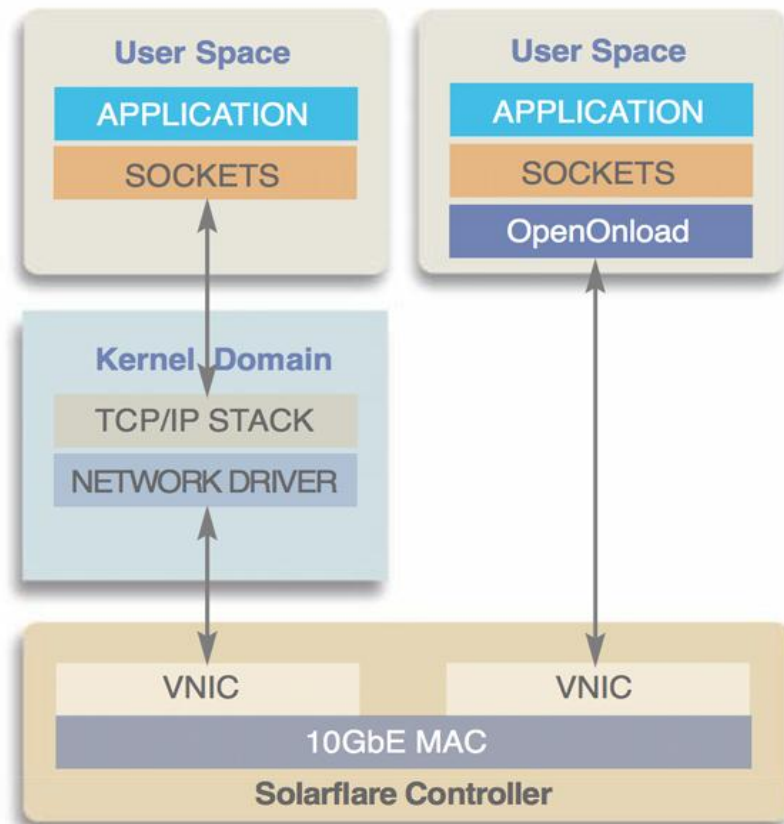 User Space
APPLICATION
SOCKETS
User Space
APPLICATION
SOCKETS
OpenOnload
Kernel Domain
TCP/IP STACK
NETWORK DRIVER
VNIC
VNIC
10GbE MAC
Solarflare Controller